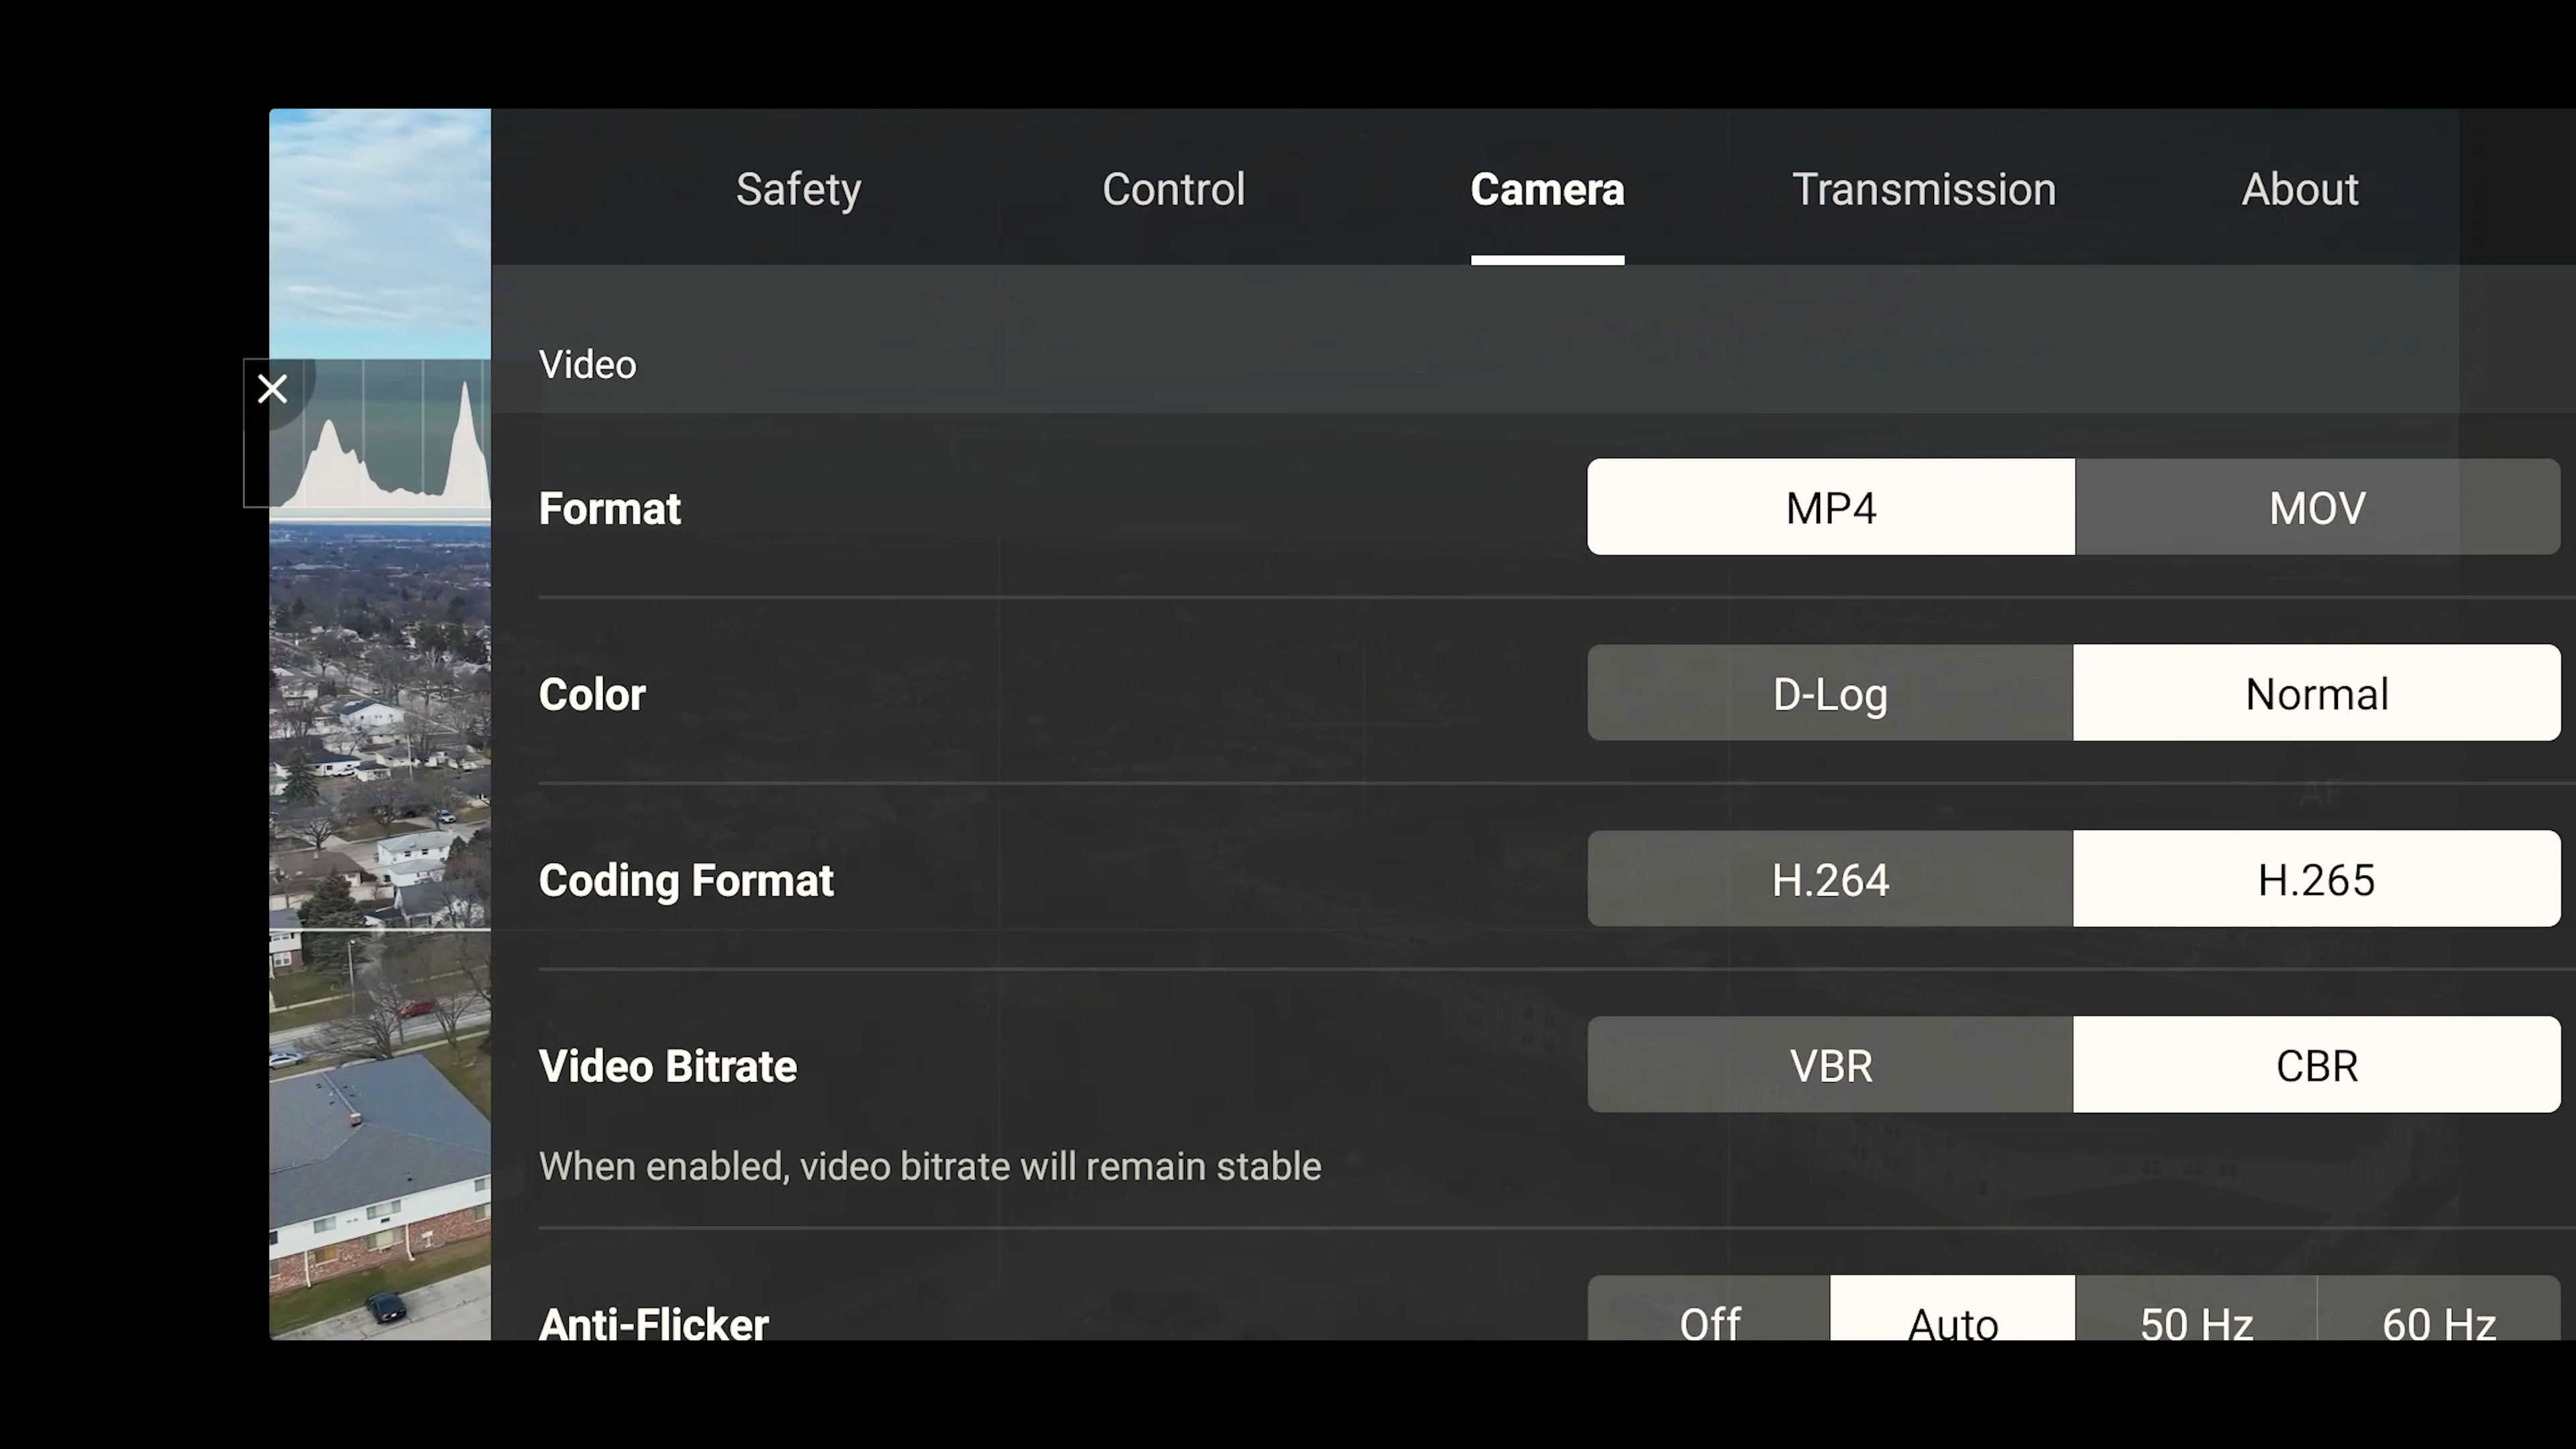 Safety Control Camera Transmission About
Video
Format MP4 MOV
Color D-Log Normal
AF
Coding Format H.264 H.265
Video Bitrate VBR CBR
When enabled, video bitrate will remain stable
Anti-Flicker Off Auto 50 Hz 60 Hz